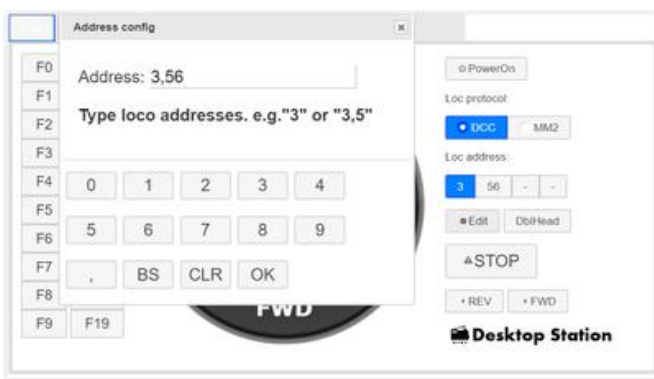 Address config
Address: 3,56
Type loco addresses. e.g."3" or "3,5"
0 1 2 3 4
5 6 7 8 9
, BS CLR OK
F0
F1
F2
F3
F4
F5
F6
F7
F8
F9 F19
FWD
PowerOn
Loc protocol:
DCC MM2
Loc address:
3 56 - -
Edit DblHead
STOP
REV FWD
Desktop Station